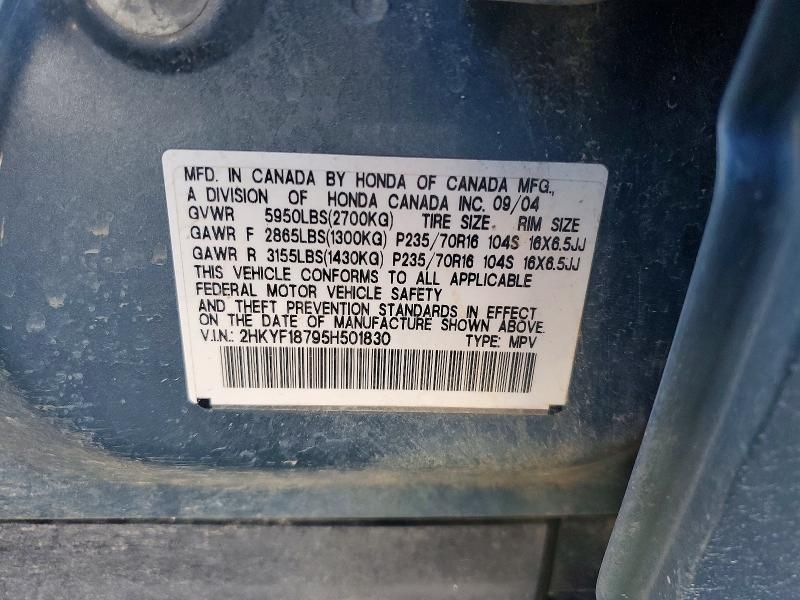 MFD. IN CANADA BY HONDA OF CANADA MFG.,
A DIVISION OF HONDA CANADA INC. 09/04
GVWR 5950LBS(2700KG) TIRE SIZE RIM SIZE
GAWR F 2865LBS(1300KG) P235/70R16 104S 16X6.5JJ
GAWR R 3155LBS(1430KG) P235/70R16 104S 16X6.5JJ
THIS VEHICLE CONFORMS TO ALL APPLICABLE
FEDERAL MOTOR VEHICLE SAFETY
AND THEFT PREVENTION STANDARDS IN EFFECT
ON THE DATE OF MANUFACTURE SHOWN ABOVE.
V.I.N.: 2HKYF18795H501830 TYPE: MPV